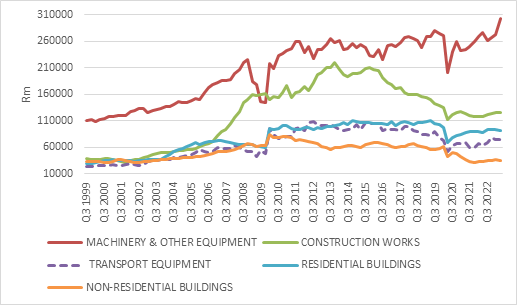 310000
260000
210000
160000
110000
60000
10000
Rm
Q3 1999
Q3 2000
Q3 2001
Q3 2002
Q3 2003
Q3 2004
Q3 2005
Q3 2006
Q3 2007
Q3 2008
Q3 2009
Q3 2010
Q3 2011
Q3 2012
Q3 2013
Q3 2014
Q3 2015
Q3 2016
Q3 2017
Q3 2018
Q3 2019
Q3 2020
Q3 2021
Q3 2022
MACHINERY & OTHER EQUIPMENT
CONSTRUCTION WORKS
TRANSPORT EQUIPMENT
RESIDENTIAL BUILDINGS
NON-RESIDENTIAL BUILDINGS